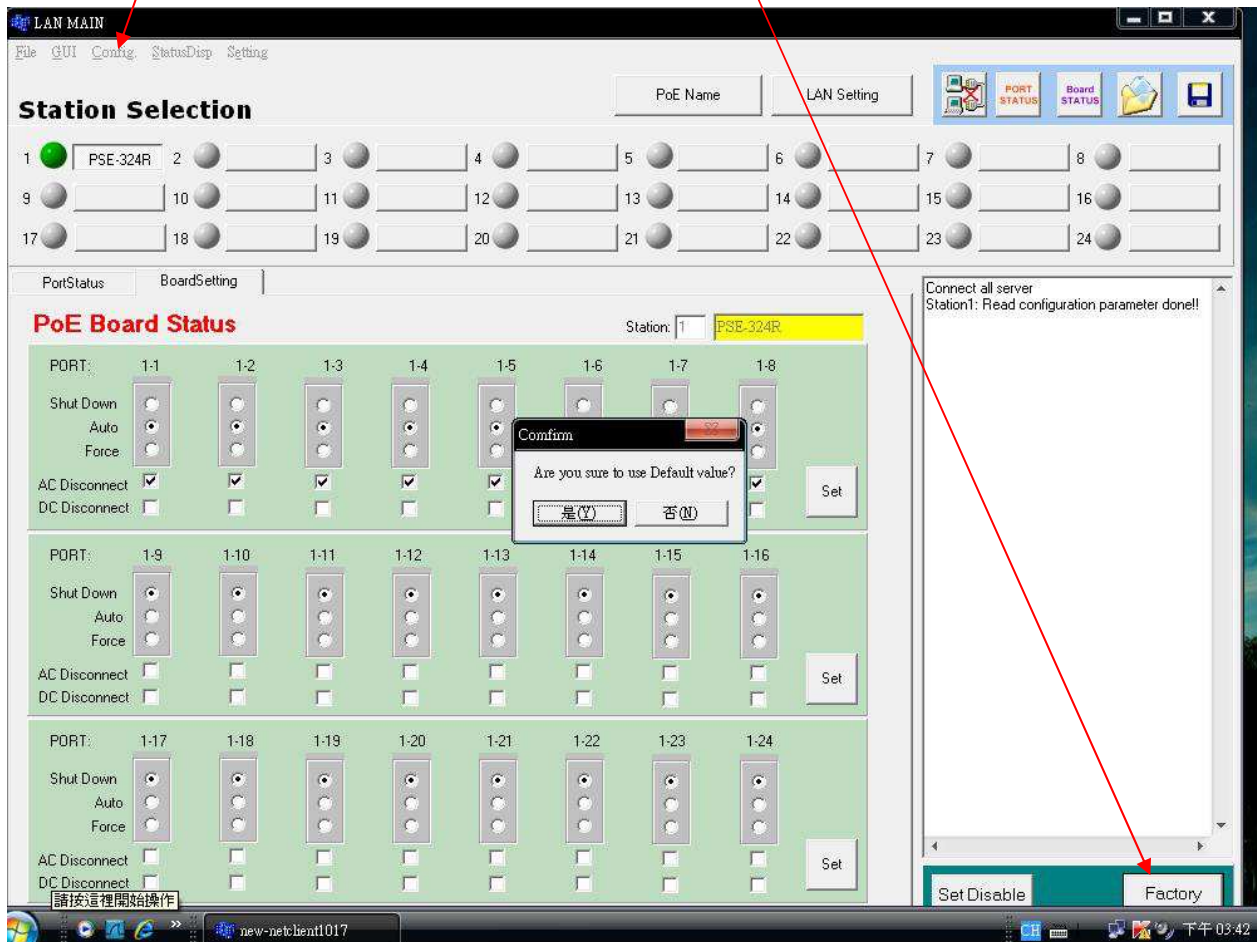 LAN MAIN
File GUI Config. StatusDisp Setting
Station Selection
PoE Name
LAN Setting
PORT STATUS
Board STATUS
1 PSE-324R 2 3 4 5 6 7 8
9 10 11 12 13 14 15 16
17 18 19 20 21 22 23 24
PortStatus BoardSetting
Connect all server
Station1: Read configuration parameter done!!
PoE Board Status
Station: 1 PSE-324R
PORT: 1-1 1-2 1-3 1-4 1-5 1-6 1-7 1-8
Shut Down
Auto
Force
AC Disconnect
DC Disconnect
Set
Comfirm
Are you sure to use Default value?
是(Y) 否(N)
PORT: 1-9 1-10 1-11 1-12 1-13 1-14 1-15 1-16
Shut Down
Auto
Force
AC Disconnect
DC Disconnect
Set
PORT: 1-17 1-18 1-19 1-20 1-21 1-22 1-23 1-24
Shut Down
Auto
Force
AC Disconnect
DC Disconnect
Set
請按這裡開始操作
Set Disable
Factory
new-netclient1017
CH
下午 03:42